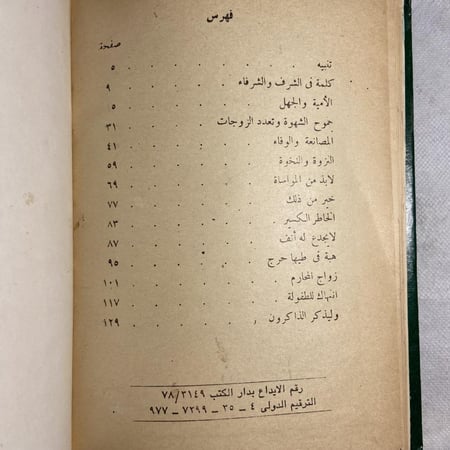 فهرس
صفحة
تنبيه . . . . . . . . ٥
كلمة في الشرف والشرفاء . . . . . ٩
الأمية والجهل . . . . . . ١٥
جموح الشهوة وتعدد الزوجات . . . . ٣١
المصانعة والوفاء . . . . . . ٤١
النزوة والنخوة . . . . . . ٥٩
لابد من المواساة . . . . . . ٦٩
خير من ذلك . . . . . . ٧٧
الخاطر الكسير . . . . . . ٨٣
لايجدع له أنف . . . . . . ٨٧
هبة في طيها حرج . . . . . . ٩٥
زواج المحارم . . . . . . ١٠١
انتهاك للطفولة . . . . . . ١١٧
وليذكر الذاكرون . . . . . . ١٢٩
رقم الايداع بدار الكتب ٧٨/٣١٤٩
الترقيم الدولى ٤ – ٣٥ – ٧٢٩٩ – ٩٧٧